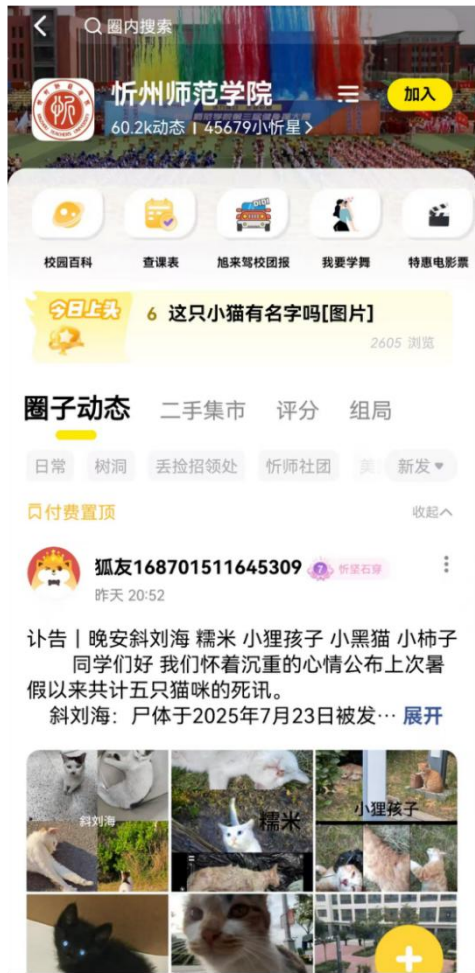 圈内搜索
忻州师范学院
加入
60.2k动态 | 45679小忻星>
校园百科
查课表
旭来驾校团报
我要学舞
特惠电影票
今日上头
6 这只小猫有名字吗[图片]
2605 浏览
圈子动态 二手集市 评分 组局
日常 树洞 丢捡招领处 忻师社团 美 新发
付费置顶
收起
狐友168701511645309 7 忻坚石穿
昨天 20:52
讣告丨晚安斜刘海 糯米 小狸孩子 小黑猫 小柿子
同学们好 我们怀着沉重的心情公布上次暑
假以来共计五只猫咪的死讯。
斜刘海：尸体于2025年7月23日被发… 展开
斜刘海
糯米
小狸孩子